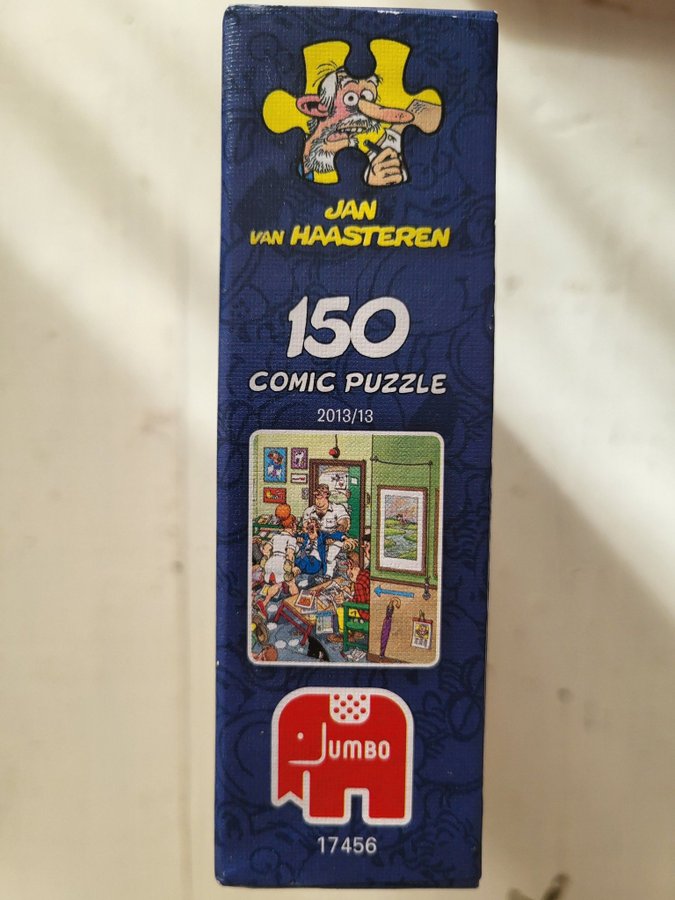 JAN
VAN HAASTEREN
150
COMIC PUZZLE
2013/13
JUMBO
17456